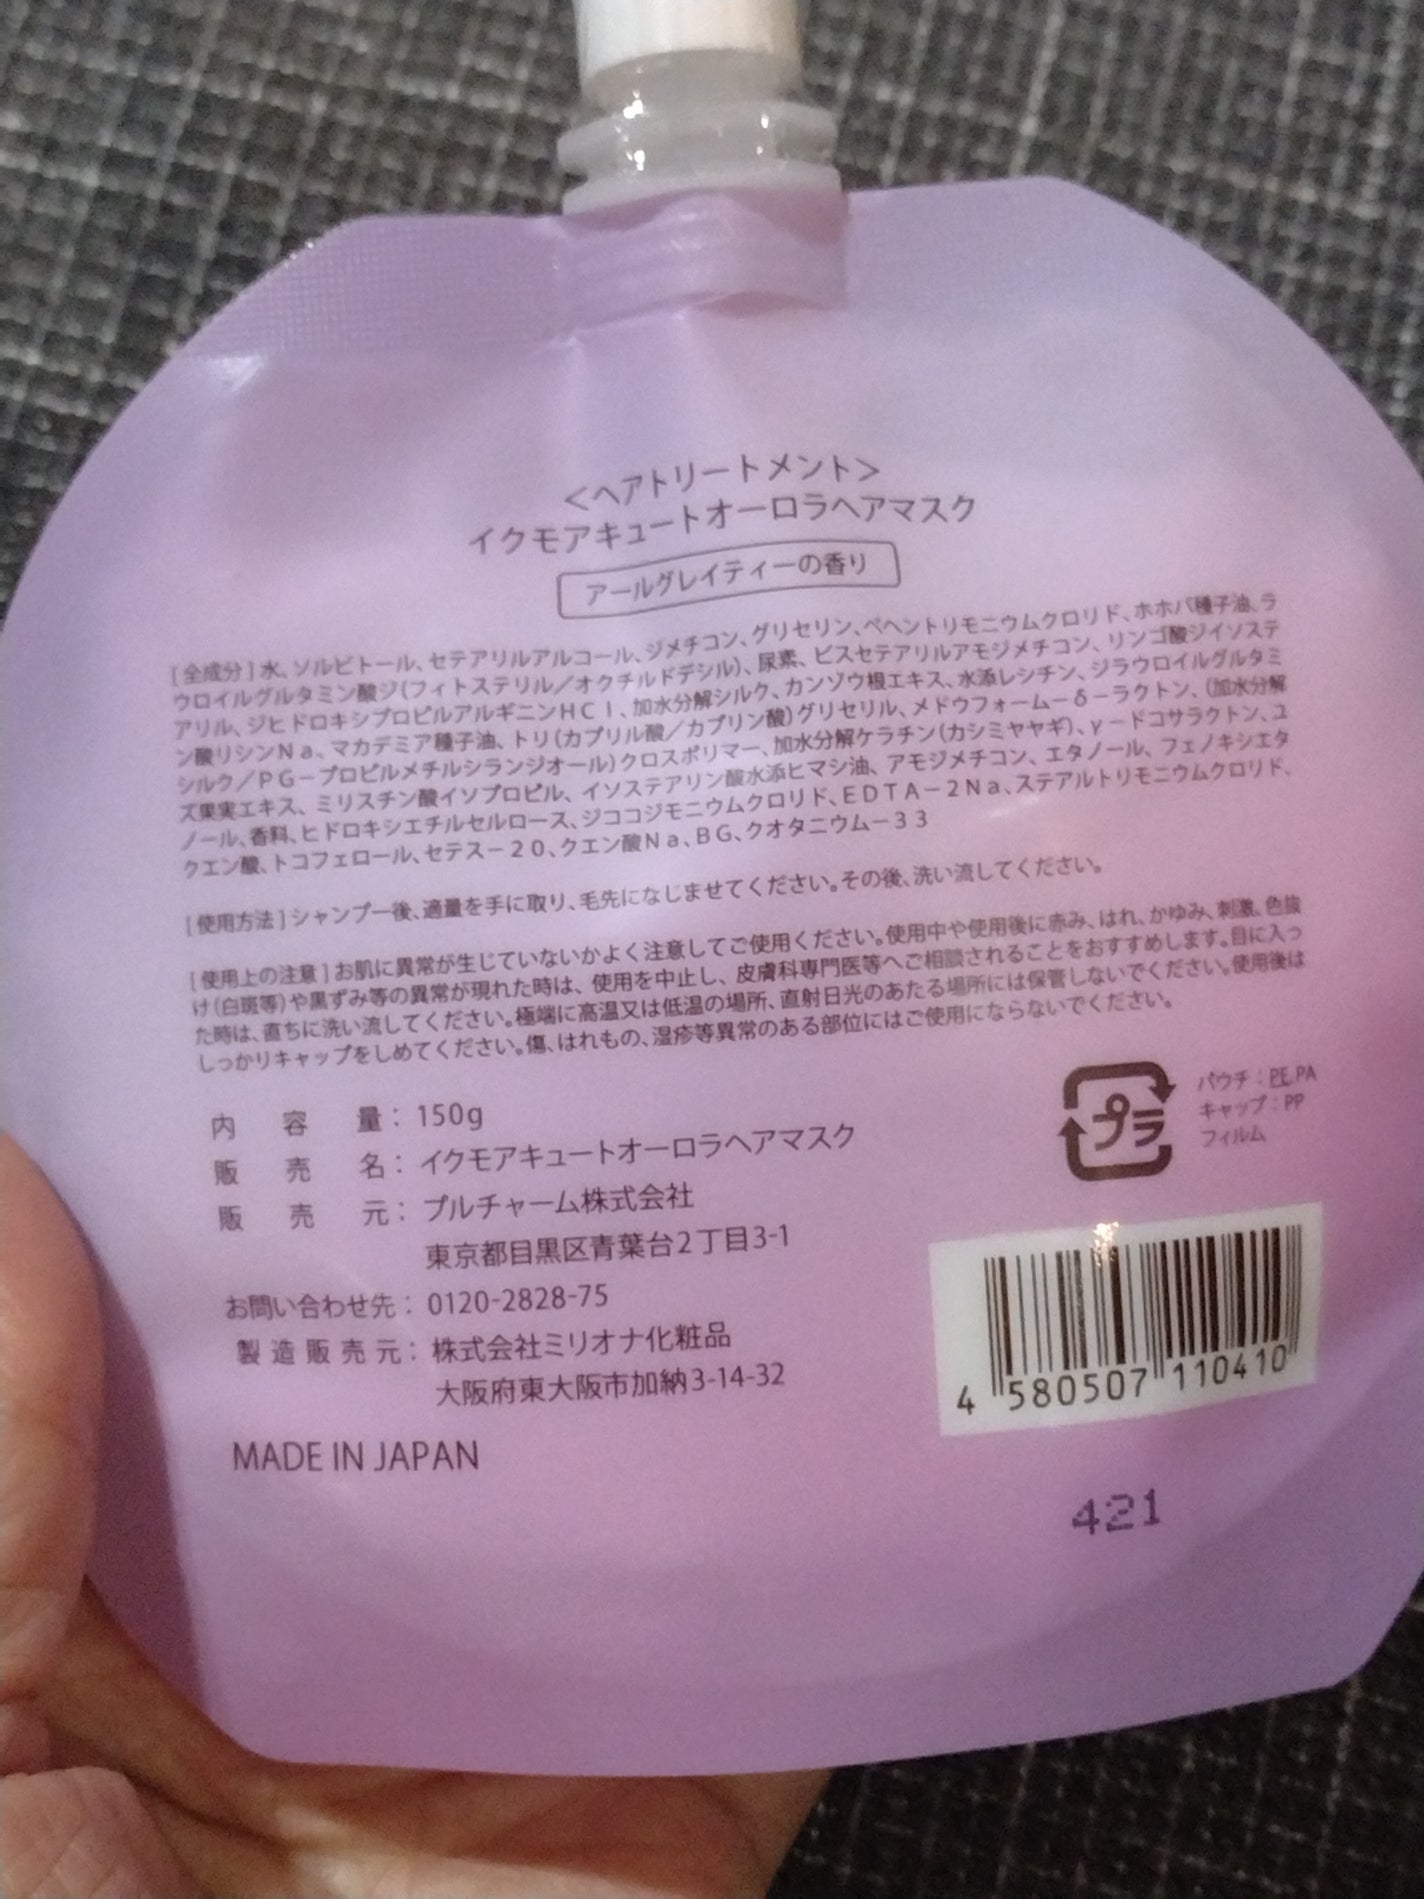 ＜ヘアトリートメント＞
イクモアキュートオーロラヘアマスク
アールグレイティーの香り
[全成分]水、ソルビトール、セテアリルアルコール、ジメチコン、グリセリン、ベヘントリモニウムクロリド、ホホバ種子油、ラ
ウロイルグルタミン酸ジ(フィトステリル／オクチルドデシル)、尿素、ビスセテアリルアモジメチコン、リンゴ酸ジイソステ
アリル、ジヒドロキシプロピルアルギニンＨＣｌ、加水分解シルク、カンゾウ根エキス、水添レシチン、ジラウロイルグルタミ
ン酸リシンＮａ、マカデミア種子油、トリ(カプリル酸／カプリン酸)グリセリル、メドウフォーム－δ－ラクトン、(加水分解
シルク／ＰＧ－プロピルメチルシランジオール)クロスポリマー、加水分解ケラチン(カシミヤヤギ)、γ－ドコサラクトン、ユ
ズ果実エキス、ミリスチン酸イソプロピル、イソステアリン酸水添ヒマシ油、アモジメチコン、エタノール、フェノキシエタ
ノール、香料、ヒドロキシエチルセルロース、ジココジモニウムクロリド、ＥＤＴＡ－２Ｎａ、ステアルトリモニウムクロリド、
クエン酸、トコフェロール、セテス－２０、クエン酸Ｎａ、ＢＧ、クオタニウム－３３
[使用方法]シャンプー後、適量を手に取り、毛先になじませてください。その後、洗い流してください。
[使用上の注意]お肌に異常が生じていないかよく注意してご使用ください。使用中や使用後に赤み、はれ、かゆみ、刺激、色抜
け(白斑等)や黒ずみ等の異常が現れた時は、使用を中止し、皮膚科専門医等へご相談されることをおすすめします。目に入っ
た時は、直ちに洗い流してください。極端に高温又は低温の場所、直射日光のあたる場所には保管しないでください。使用後は
しっかりキャップをしめてください。傷、はれもの、湿疹等異常のある部位にはご使用にならないでください。
内容量：150g
販売名：イクモアキュートオーロラヘアマスク
販売元：プルチャーム株式会社
東京都目黒区青葉台2丁目3-1
お問い合わせ先：0120-2828-75
製造販売元：株式会社ミリオナ化粧品
大阪府東大阪市加納3-14-32
MADE IN JAPAN
プラ
パウチ：PE,PA
キャップ：PP
フィルム
4 580507 110410
421